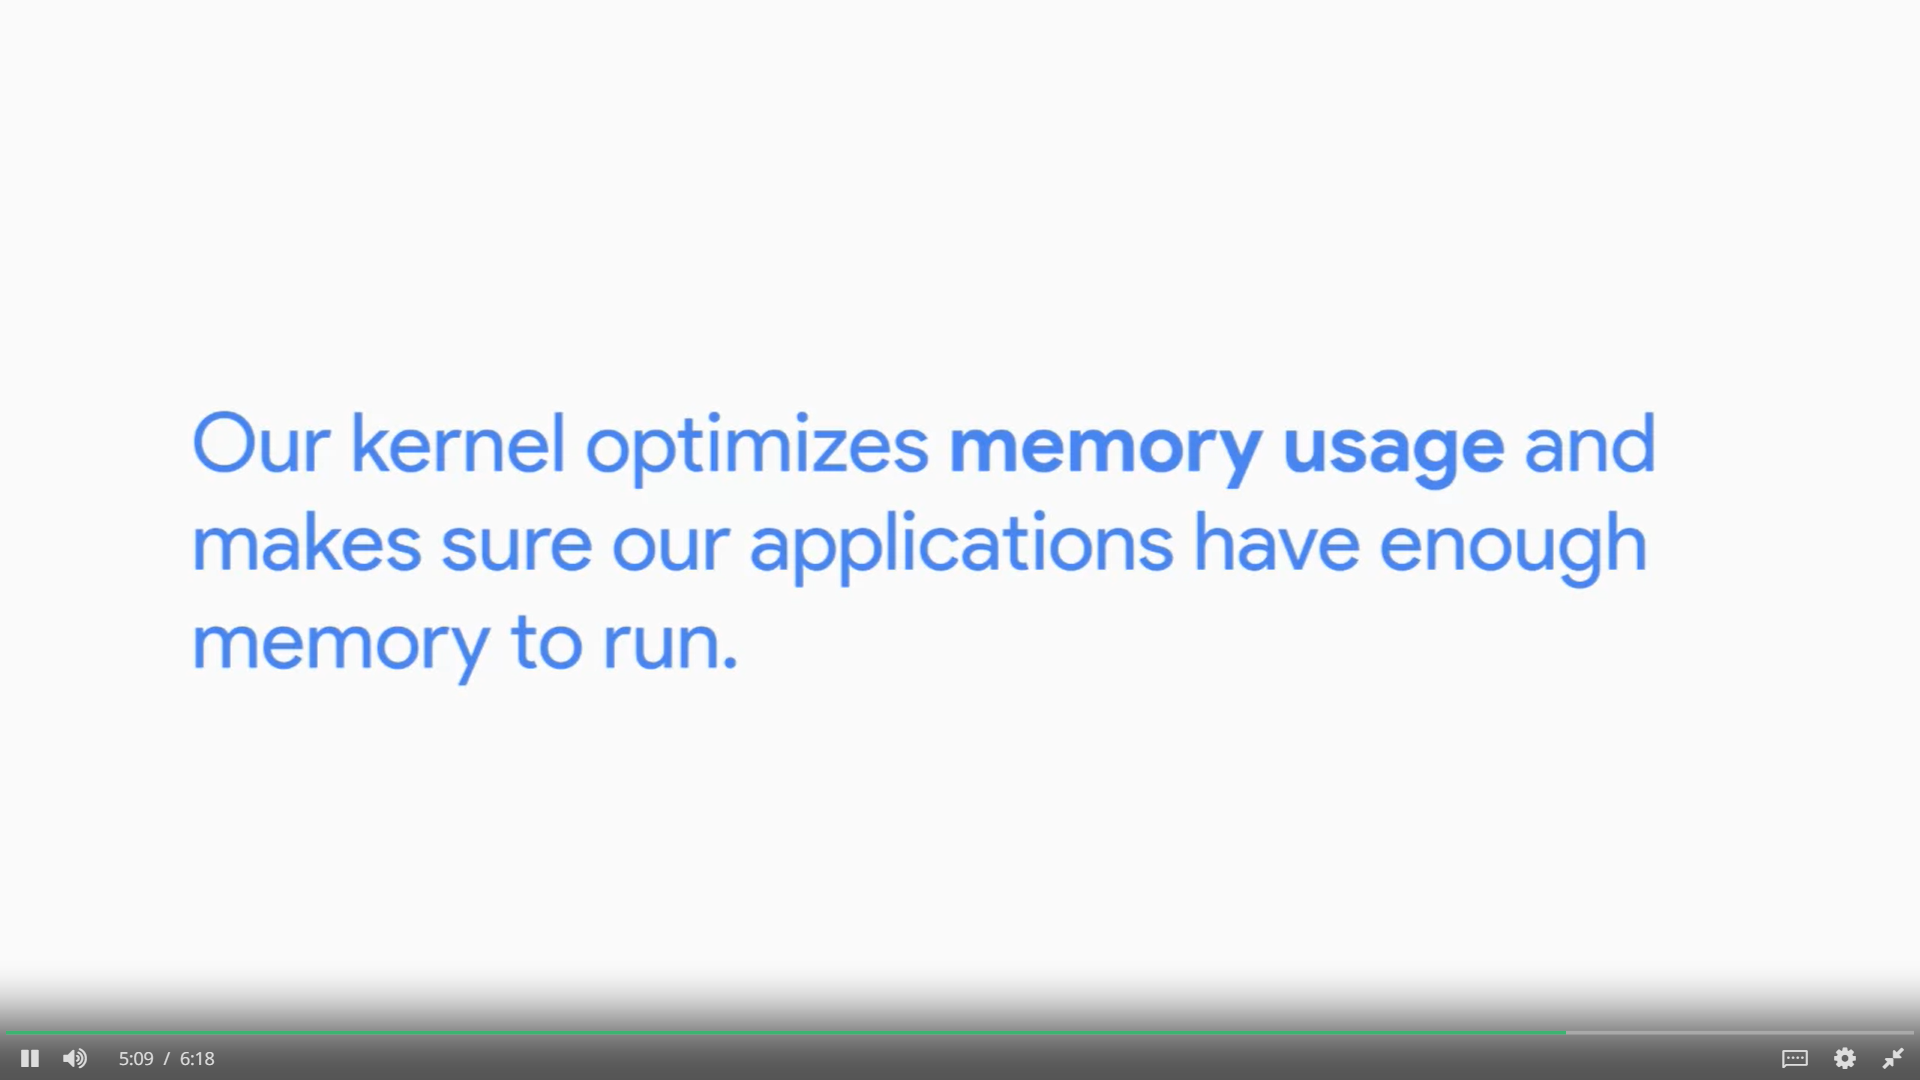 Our kernel optimizes memory usage and
makes sure our applications have enough
memory to run.
5:09 / 6:18